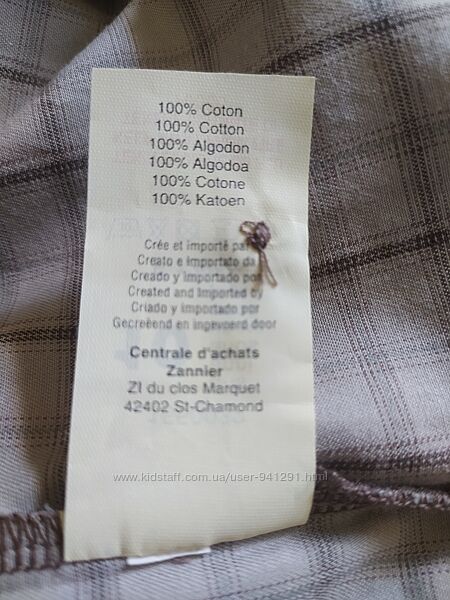 100% Coton
100% Cotton
100% Algodon
100% Algodoa
100% Cotone
100% Katoen
Crée et importé par
Creato e importato da
Creado y importado por
Created and Imported by
Criado y importado por
Gecreëend en ingevoerd door
Centrale d'achats
Zannier
ZI du clos Marquet
42402 St-Chamond
www.kidstaff.com.ua/user-941291.html